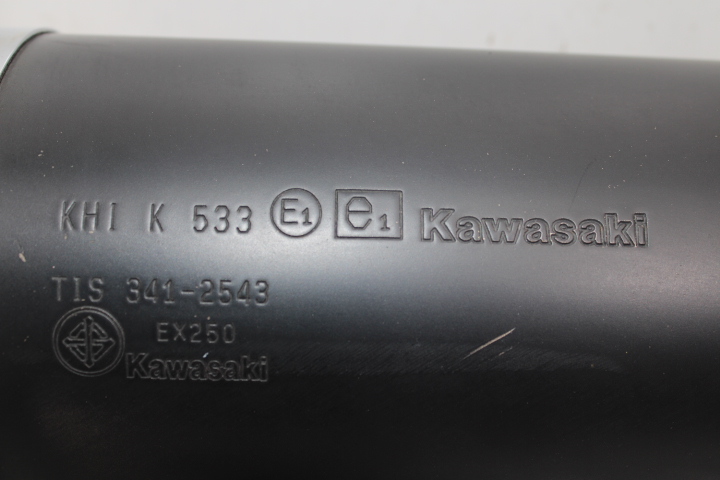 KHI K 533 E1 e1 Kawasaki
TIS 341-2543
EX250
Kawasaki